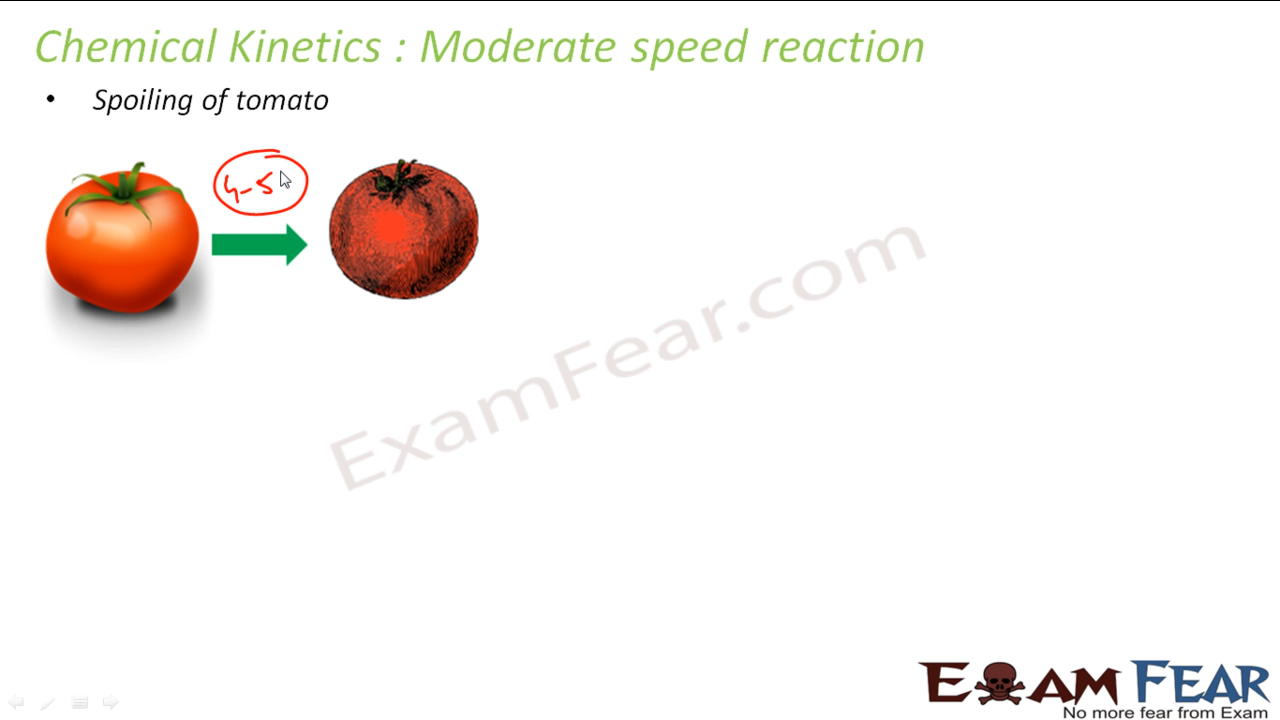 Chemical Kinetics : Moderate speed reaction
• Spoiling of tomato
4-5
ExamFear.com
EXAM FEAR
No more fear from Exam